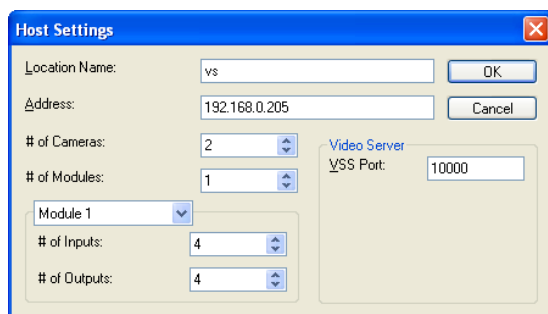 Host Settings
Location Name: vs OK
Address: 192.168.0.205 Cancel
# of Cameras: 2 Video Server
VSS Port: 10000
# of Modules: 1
Module 1
# of Inputs: 4
# of Outputs: 4